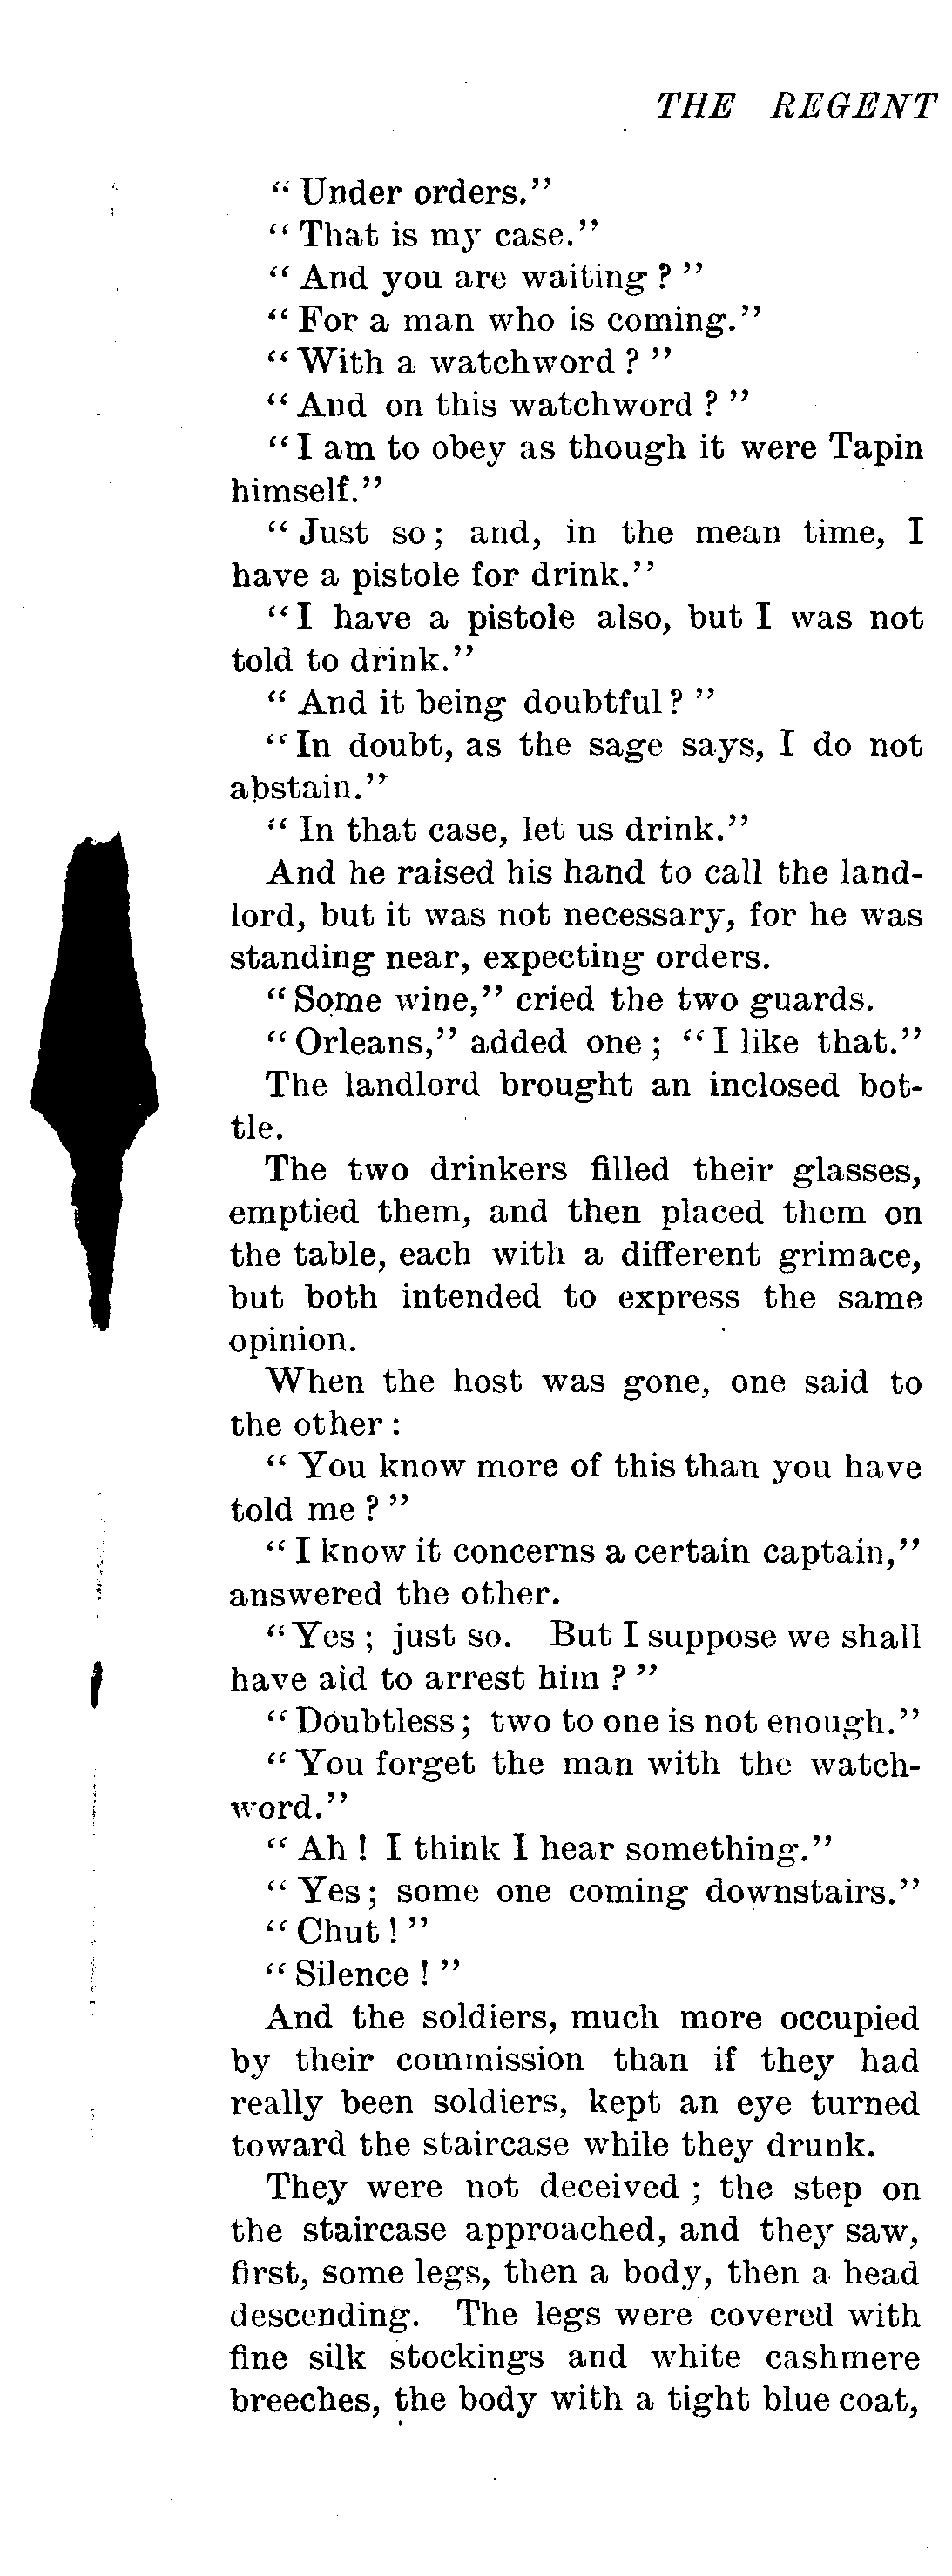 THE REGENT
“Under orders.”
“That is my case.”
“And you are waiting ? ”
“For a man who is coming.”
“With a watchword ? ”
“And on this watchword ? ”
“I am to obey as though it were Tapin
himself.”
“Just so; and, in the mean time, I
have a pistole for drink.”
“I have a pistole also, but I was not
told to drink.”
“And it being doubtful? ”
“In doubt, as the sage says, I do not
abstain.”
“In that case, let us drink.”
And he raised his hand to call the land-
lord, but it was not necessary, for he was
standing near, expecting orders.
“Some wine,” cried the two guards.
“Orleans,” added one; “I like that.”
The landlord brought an inclosed bot-
tle.
The two drinkers filled their glasses,
emptied them, and then placed them on
the table, each with a different grimace,
but both intended to express the same
opinion.
When the host was gone, one said to
the other :
“You know more of this than you have
told me ? ”
“I know it concerns a certain captain,”
answered the other.
“Yes ; just so. But I suppose we shall
have aid to arrest him ? ”
“Doubtless; two to one is not enough.”
“You forget the man with the watch-
word.”
“Ah ! I think I hear something.”
“Yes; some one coming downstairs.”
“Chut ! ”
“Silence ! ”
And the soldiers, much more occupied
by their commission than if they had
really been soldiers, kept an eye turned
toward the staircase while they drunk.
They were not deceived ; the step on
the staircase approached, and they saw,
first, some legs, then a body, then a head
descending. The legs were covered with
fine silk stockings and white cashmere
breeches, the body with a tight blue coat,